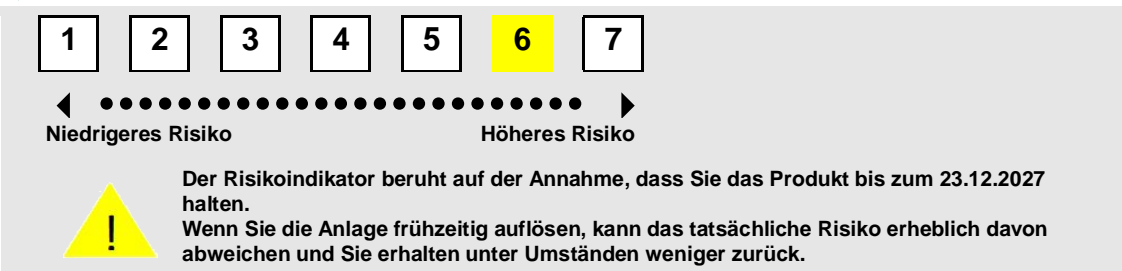 1 2 3 4 5 6 7
Niedrigeres Risiko Höheres Risiko
Der Risikoindikator beruht auf der Annahme, dass Sie das Produkt bis zum 23.12.2027
halten.
Wenn Sie die Anlage frühzeitig auflösen, kann das tatsächliche Risiko erheblich davon
abweichen und Sie erhalten unter Umständen weniger zurück.
!